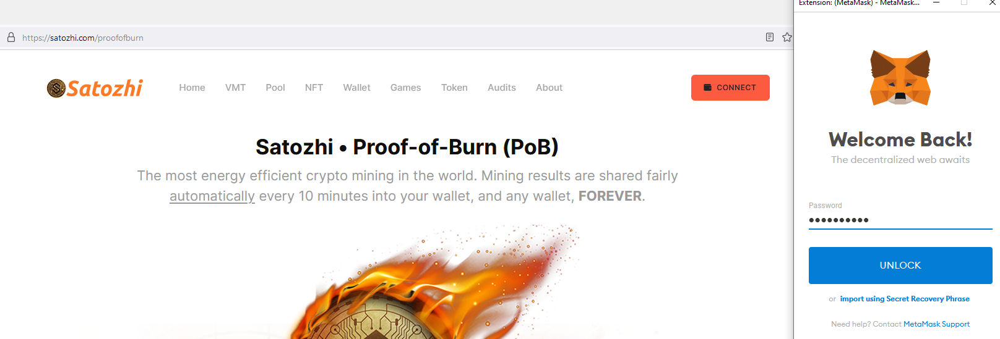 Extension: (MetaMask) - MetaMask...
https://satozhi.com/proofofburn
Satozhi
Home VMT Pool NFT Wallet Games Token Audits About
CONNECT
Satozhi • Proof-of-Burn (PoB)
The most energy efficient crypto mining in the world. Mining results are shared fairly
automatically every 10 minutes into your wallet, and any wallet, FOREVER.
Welcome Back!
The decentralized web awaits
Password
••••••••••
UNLOCK
or import using Secret Recovery Phrase
Need help? Contact MetaMask Support